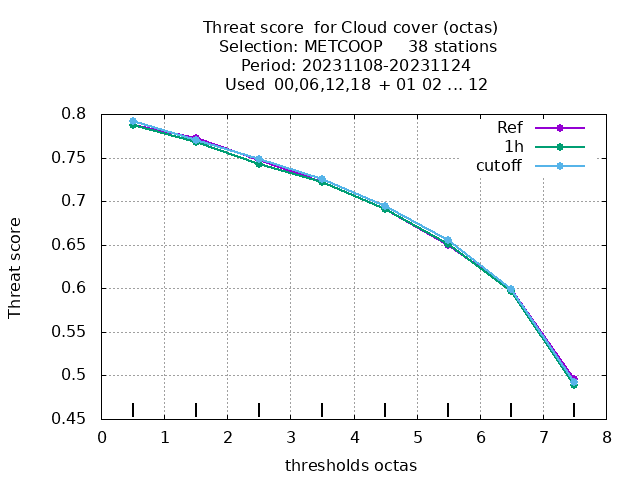 Threat score  for Cloud cover (octas)
Selection: METCOOP     38 stations
Period: 20231108-20231124
Used  00,06,12,18  + 01 02 ... 12
Ref
1h
cutoff
Threat score
0.8
0.75
0.7
0.65
0.6
0.55
0.5
0.45
0 1 2 3 4 5 6 7 8
thresholds octas